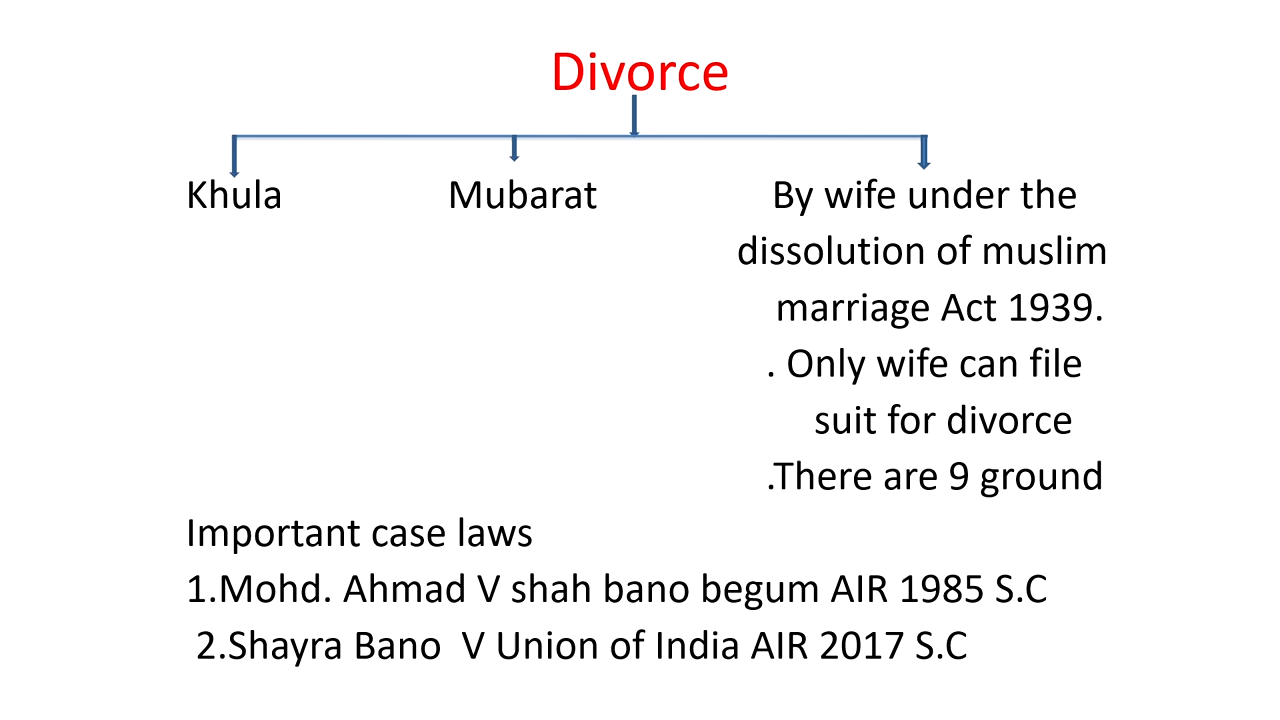 Divorce
Khula Mubarat By wife under the
dissolution of muslim
marriage Act 1939.
. Only wife can file
suit for divorce
.There are 9 ground
Important case laws
1.Mohd. Ahmad V shah bano begum AIR 1985 S.C
2.Shayra Bano V Union of India AIR 2017 S.C